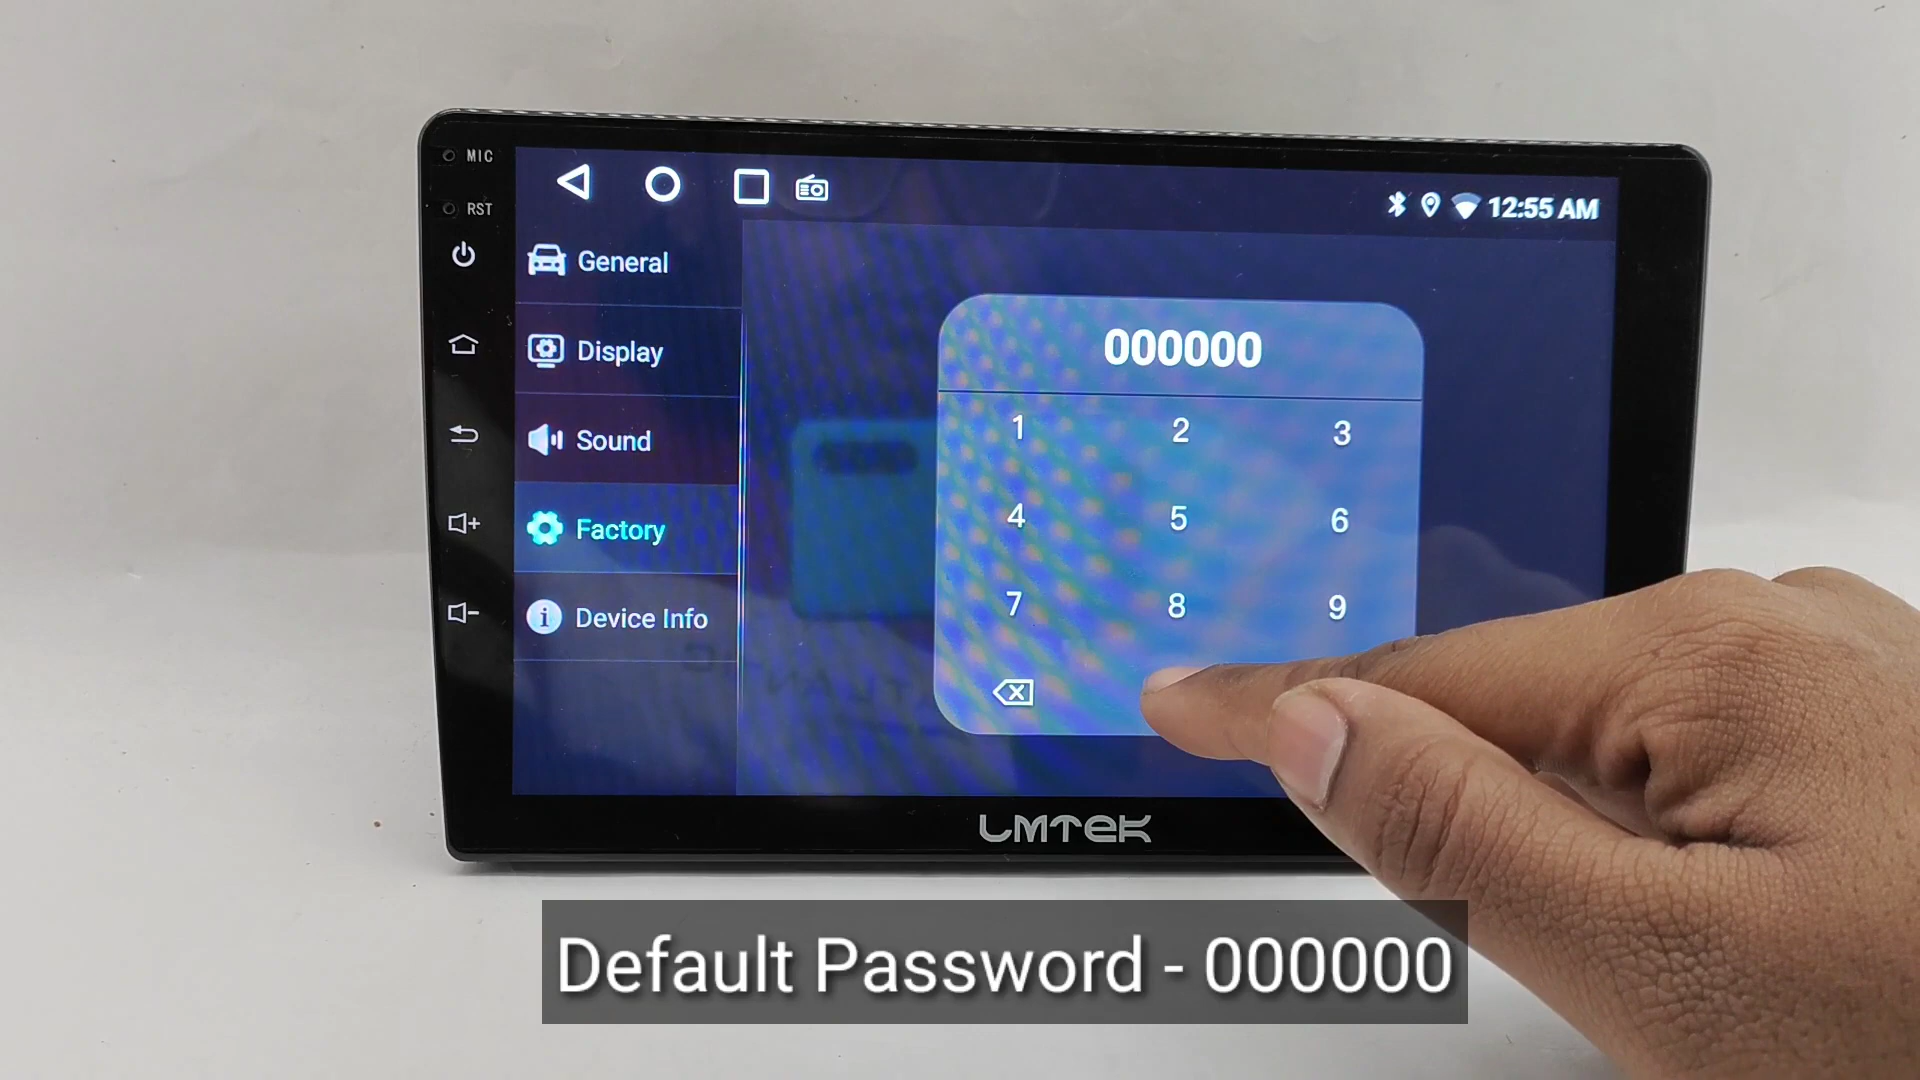 MIC
RST
12:55 AM
General
Display
Sound
Factory
Device Info
000000
1 2 3
4 5 6
7 8 9
LMTEK
Default Password - 000000